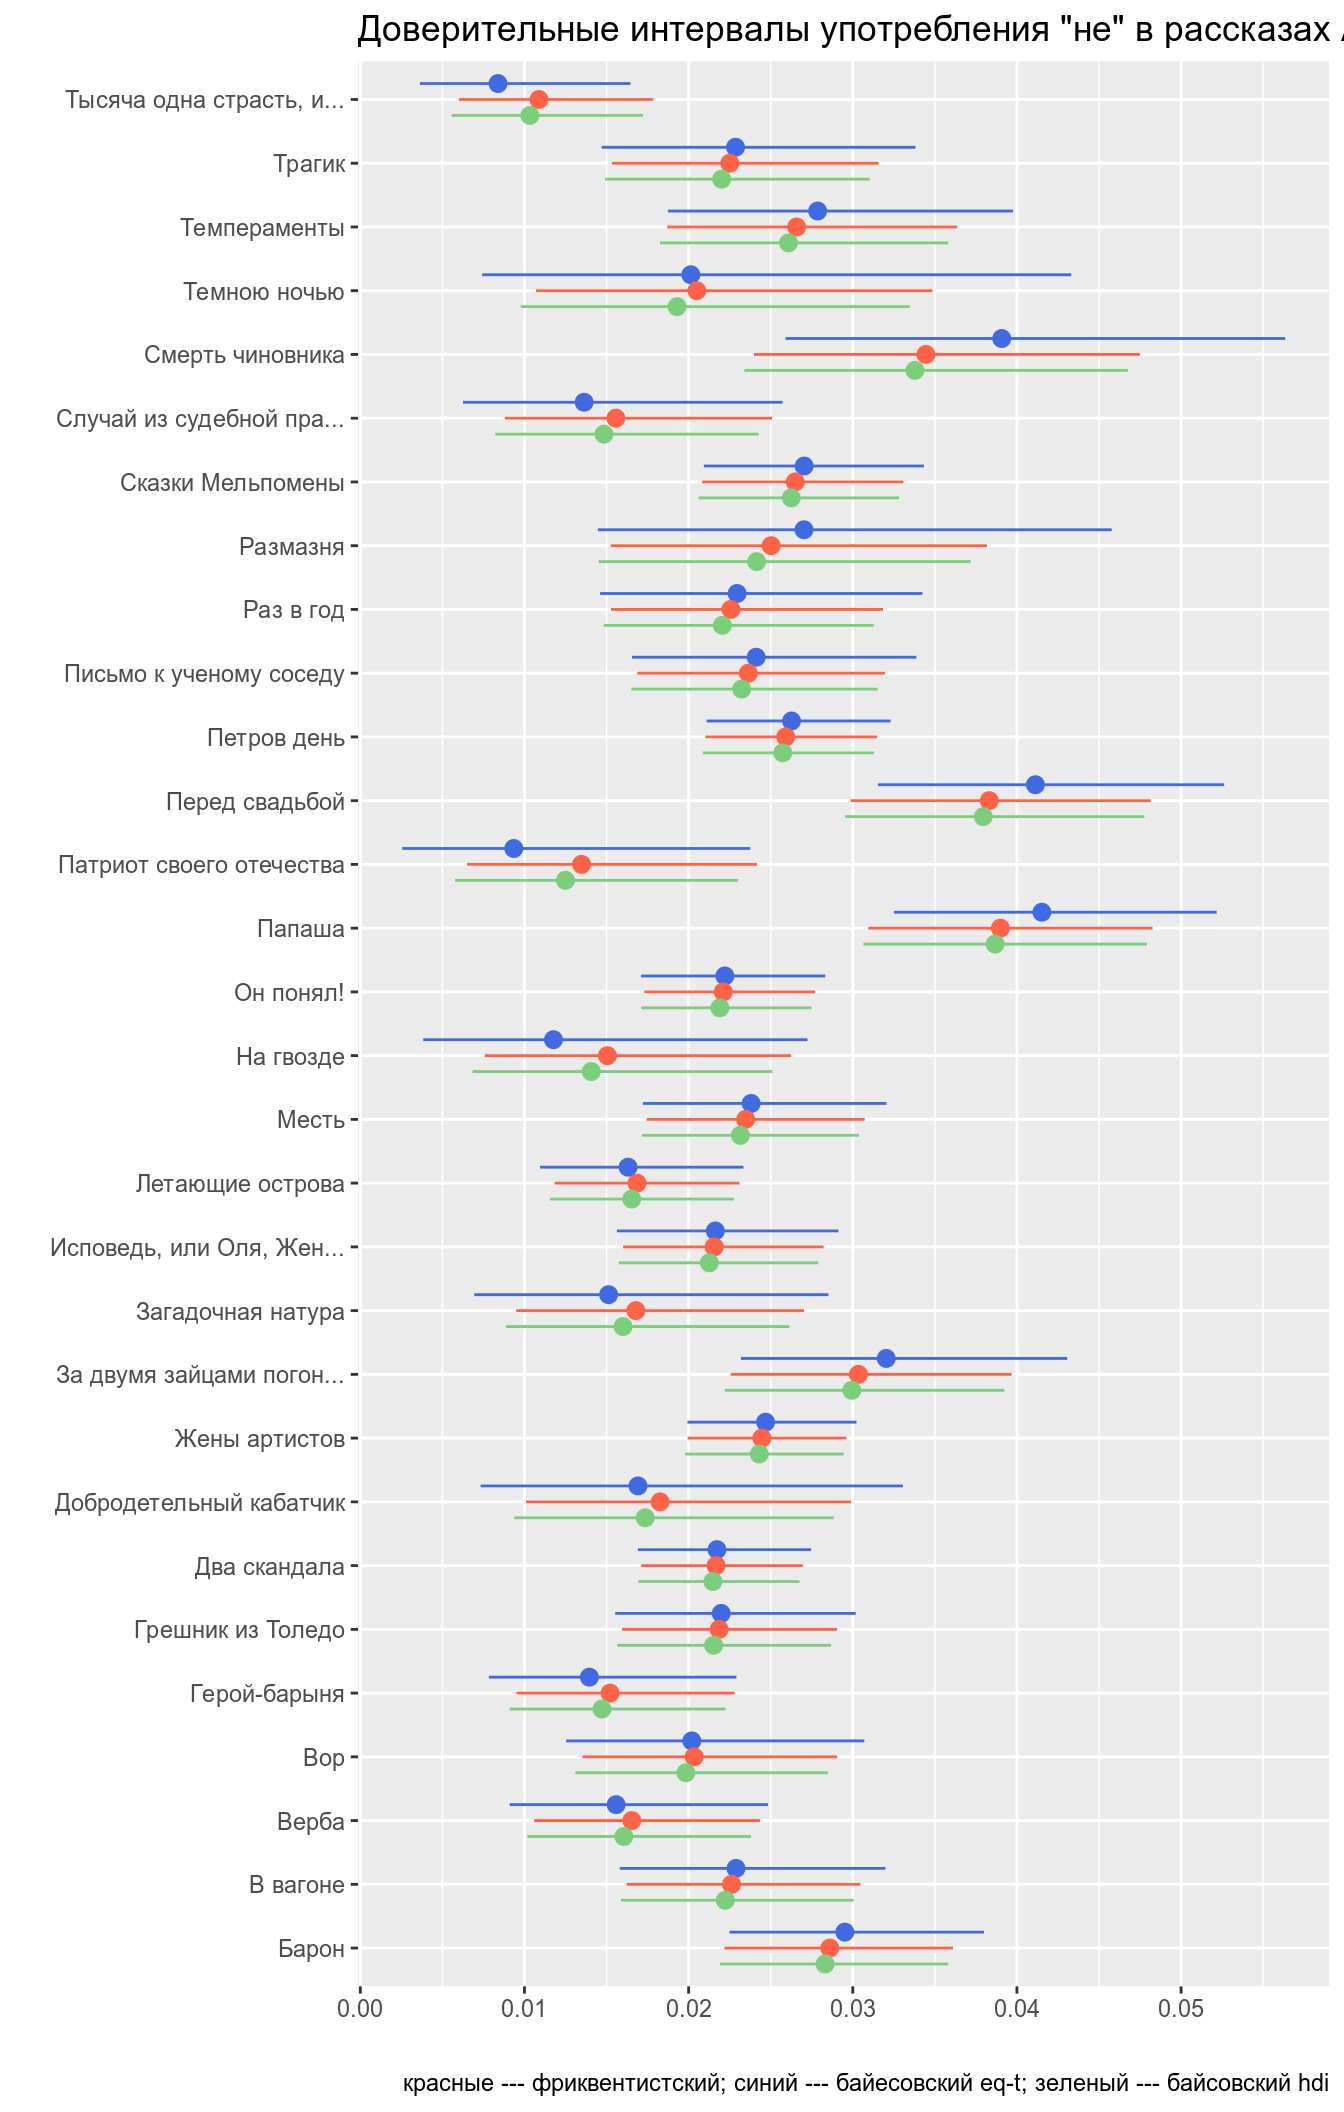 Доверительные интервалы употребления "не" в рассказах
Тысяча одна страсть, и...
Трагик
Темпераменты
Темною ночью
Смерть чиновника
Случай из судебной пра...
Сказки Мельпомены
Размазня
Раз в год
Письмо к ученому соседу
Петров день
Перед свадьбой
Патриот своего отечества
Папаша
Он понял!
На гвозде
Месть
Летающие острова
Исповедь, или Оля, Жен...
Загадочная натура
За двумя зайцами погон...
Жены артистов
Добродетельный кабатчик
Два скандала
Грешник из Толедо
Герой-барыня
Вор
Верба
В вагоне
Барон
0.00 0.01 0.02 0.03 0.04 0.05
красные --- фриквентистский; синий --- байесовский eq-t; зеленый --- байсовский hdi